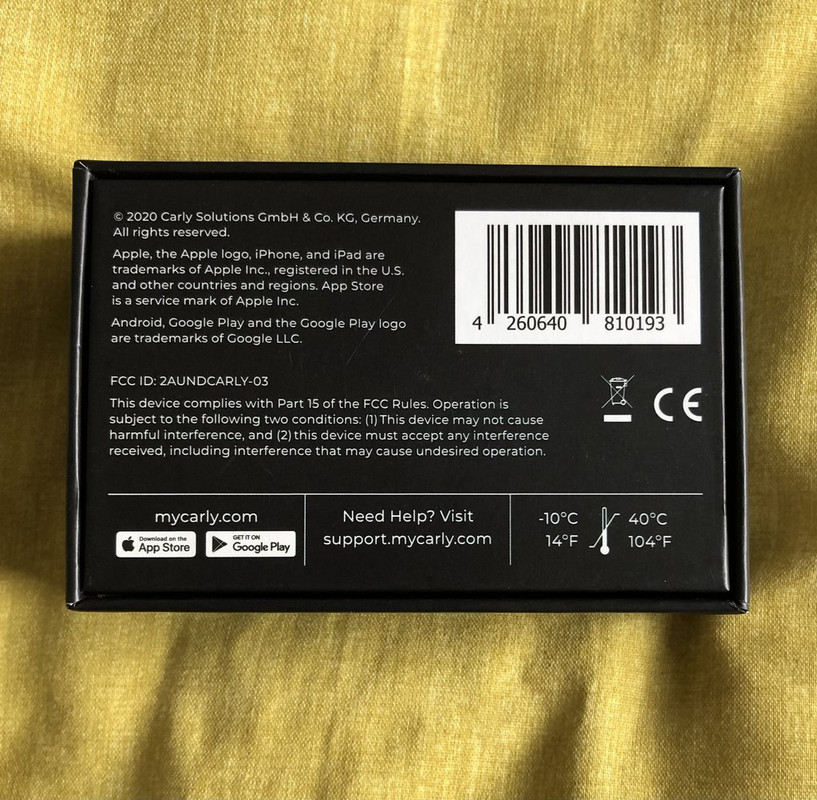 © 2020 Carly Solutions GmbH & Co. KG, Germany.
All rights reserved.
Apple, the Apple logo, iPhone, and iPad are
trademarks of Apple Inc., registered in the U.S.
and other countries and regions. App Store
is a service mark of Apple Inc.
Android, Google Play and the Google Play logo
are trademarks of Google LLC.
4 260640 810193
FCC ID: 2AUNDCARLY-03
This device complies with Part 15 of the FCC Rules. Operation is
subject to the following two conditions: (1) This device may not cause
harmful interference, and (2) this device must accept any interference
received, including interference that may cause undesired operation.
CE
mycarly.com
Download on the
App Store
GET IT ON
Google Play
Need Help? Visit
support.mycarly.com
-10°C 40°C
14°F 104°F